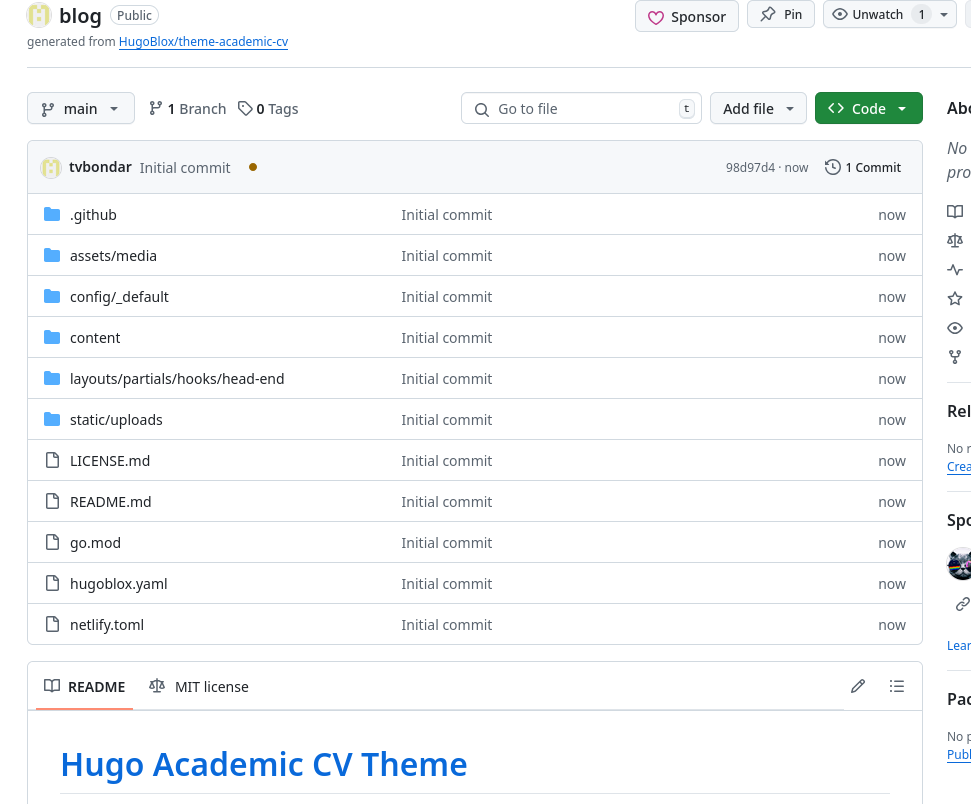 blog Public Sponsor Pin Unwatch 1
generated from HugoBlox/theme-academic-cv
main 1 Branch 0 Tags Go to file t Add file Code
tvbondar Initial commit 98d97d4 · now 1 Commit
.github Initial commit now
assets/media Initial commit now
config/_default Initial commit now
content Initial commit now
layouts/partials/hooks/head-end Initial commit now
static/uploads Initial commit now
LICENSE.md Initial commit now
README.md Initial commit now
go.mod Initial commit now
hugoblox.yaml Initial commit now
netlify.toml Initial commit now
README MIT license
Hugo Academic CV Theme
No